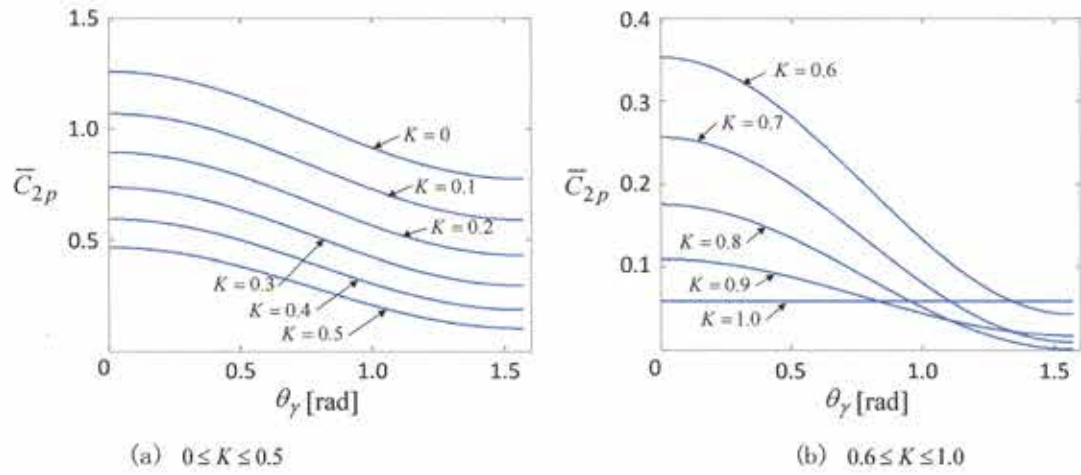 1.5
1.0
0.5
C̅₂ₚ
K = 0
K = 0.1
K = 0.2
K = 0.3
K = 0.4
K = 0.5
0
0.5
1.0
1.5
θᵧ [rad]
(a) 0 ≤ K ≤ 0.5
0.4
0.3
0.2
0.1
C̅₂ₚ
K = 0.6
K = 0.7
K = 0.8
K = 0.9
K = 1.0
0
0.5
1.0
1.5
θᵧ [rad]
(b) 0.6 ≤ K ≤ 1.0